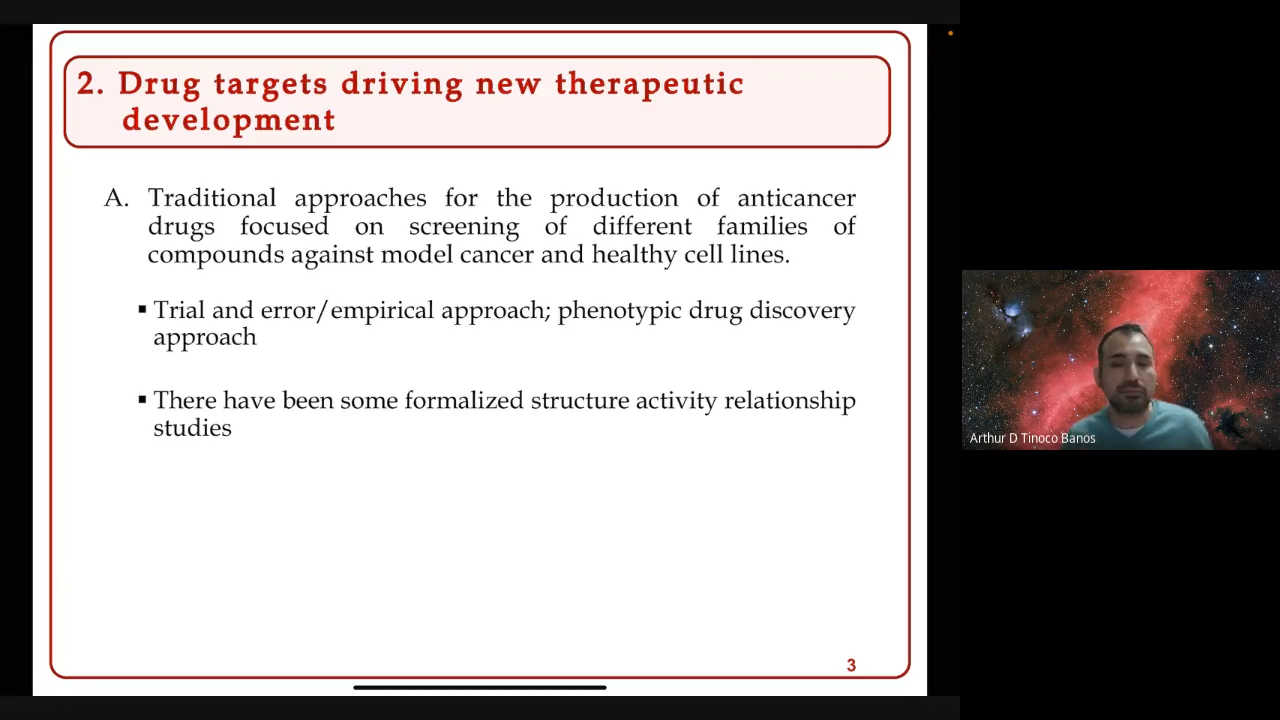 2. Drug targets driving new therapeutic
development
A. Traditional approaches for the production of anticancer
drugs focused on screening of different families of
compounds against model cancer and healthy cell lines.
▪ Trial and error/empirical approach; phenotypic drug discovery
approach
▪ There have been some formalized structure activity relationship
studies
3
Arthur D Tinoco Banos